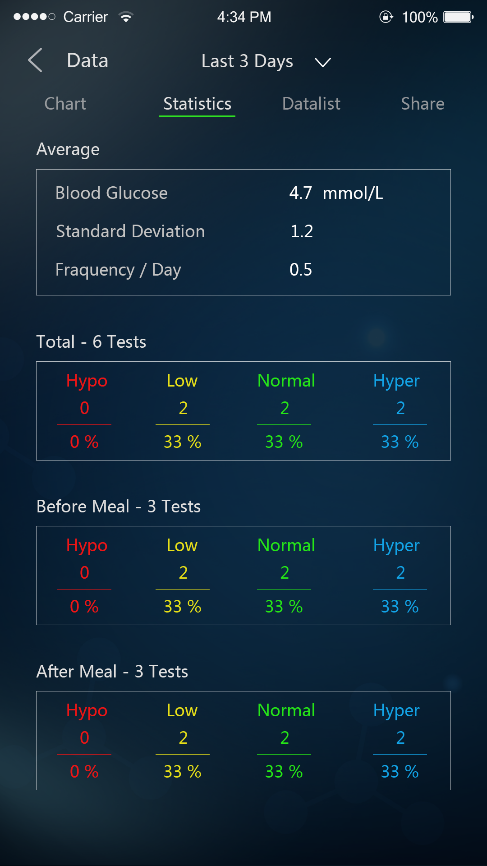 Carrier 4:34 PM 100%
Data Last 3 Days
Chart Statistics Datalist Share
Average
Blood Glucose 4.7 mmol/L
Standard Deviation 1.2
Fraquency / Day 0.5
Total - 6 Tests
Hypo Low Normal Hyper
0 2 2 2
0 % 33 % 33 % 33 %
Before Meal - 3 Tests
Hypo Low Normal Hyper
0 2 2 2
0 % 33 % 33 % 33 %
After Meal - 3 Tests
Hypo Low Normal Hyper
0 2 2 2
0 % 33 % 33 % 33 %